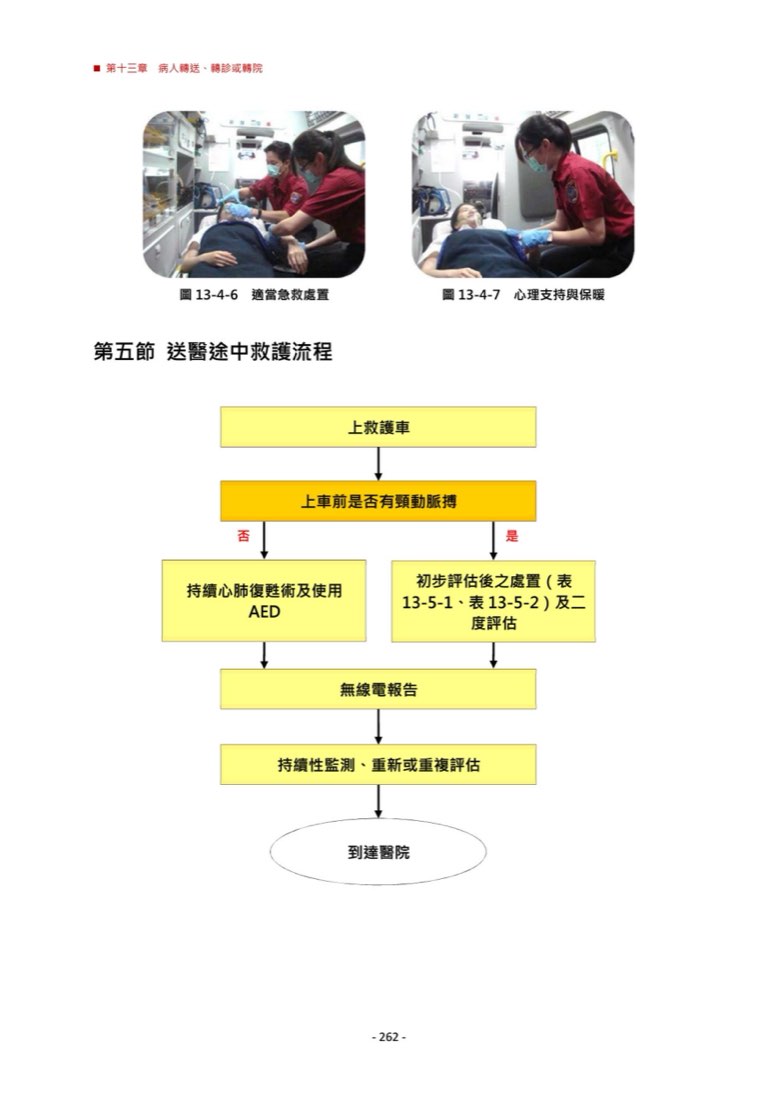 ■ 第十三章 病人轉送、轉診或轉院
圖 13-4-6 適當急救處置
圖 13-4-7 心理支持與保暖
第五節 送醫途中救護流程
上救護車
上車前是否有頸動脈搏
否
是
持續心肺復甦術及使用
AED
初步評估後之處置（表
13-5-1、表 13-5-2）及二
度評估
無線電報告
持續性監測、重新或重複評估
到達醫院
- 262 -